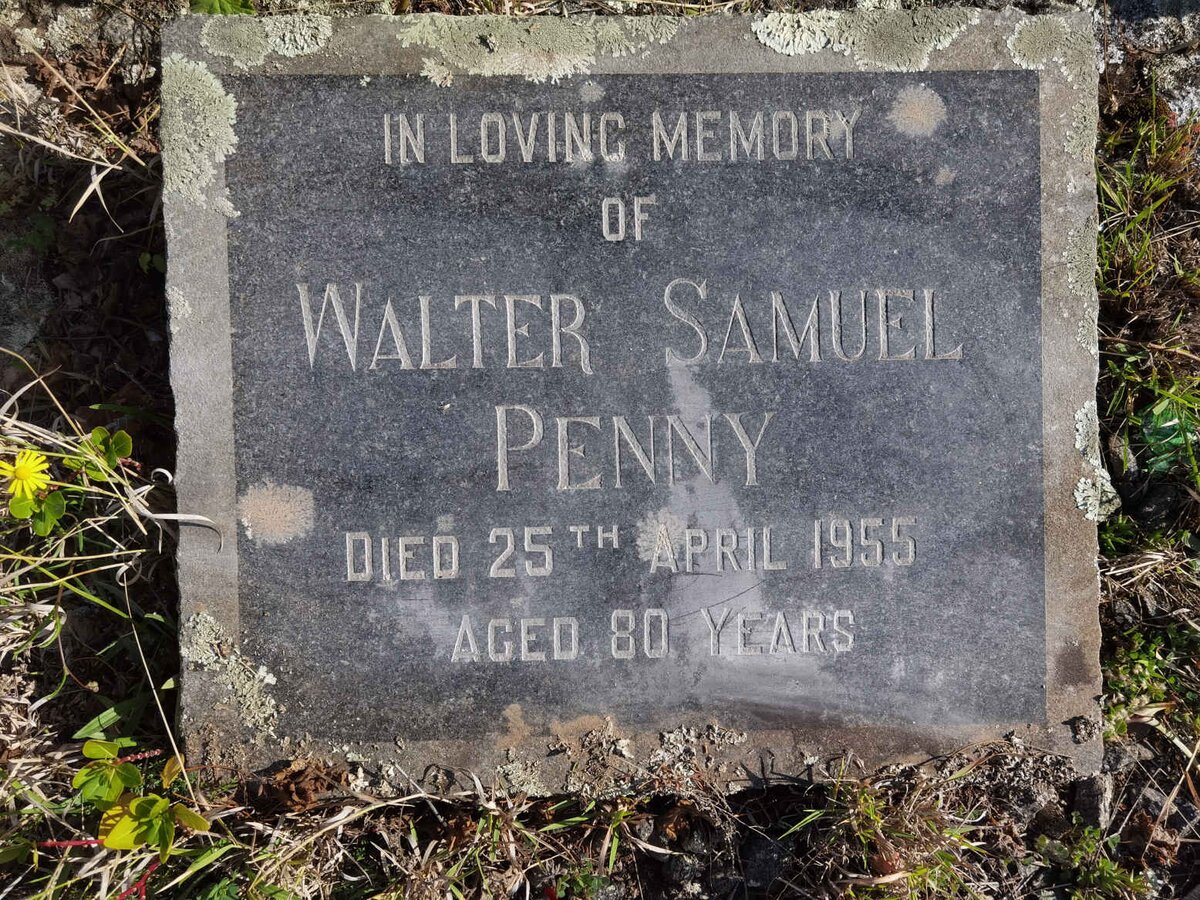 IN LOVING MEMORY
OF
WALTER SAMUEL
PENNY
DIED 25TH APRIL 1955
AGED 80 YEARS